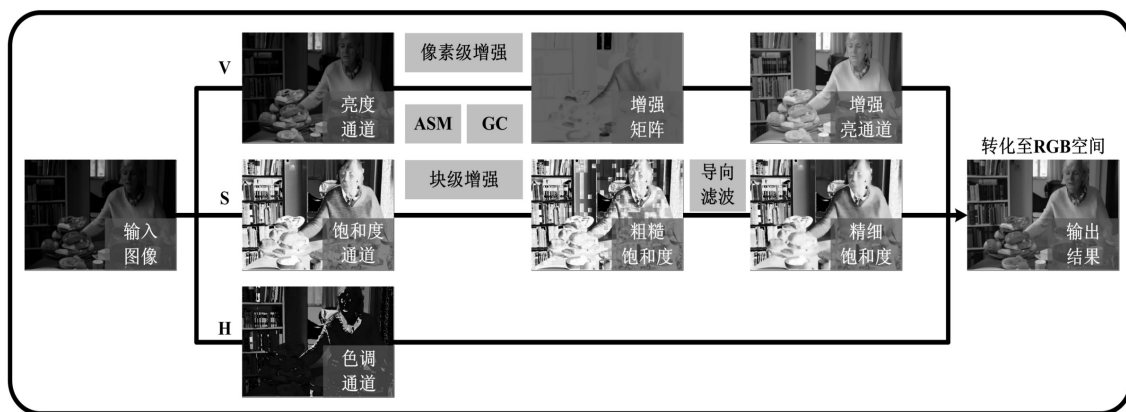 V
亮度
通道
像素级增强
增强
矩阵
增强
亮通道
ASM
GC
输入
图像
S
饱和度
通道
块级增强
粗糙
饱和度
导向
滤波
精细
饱和度
转化至RGB空间
输出
结果
H
色调
通道